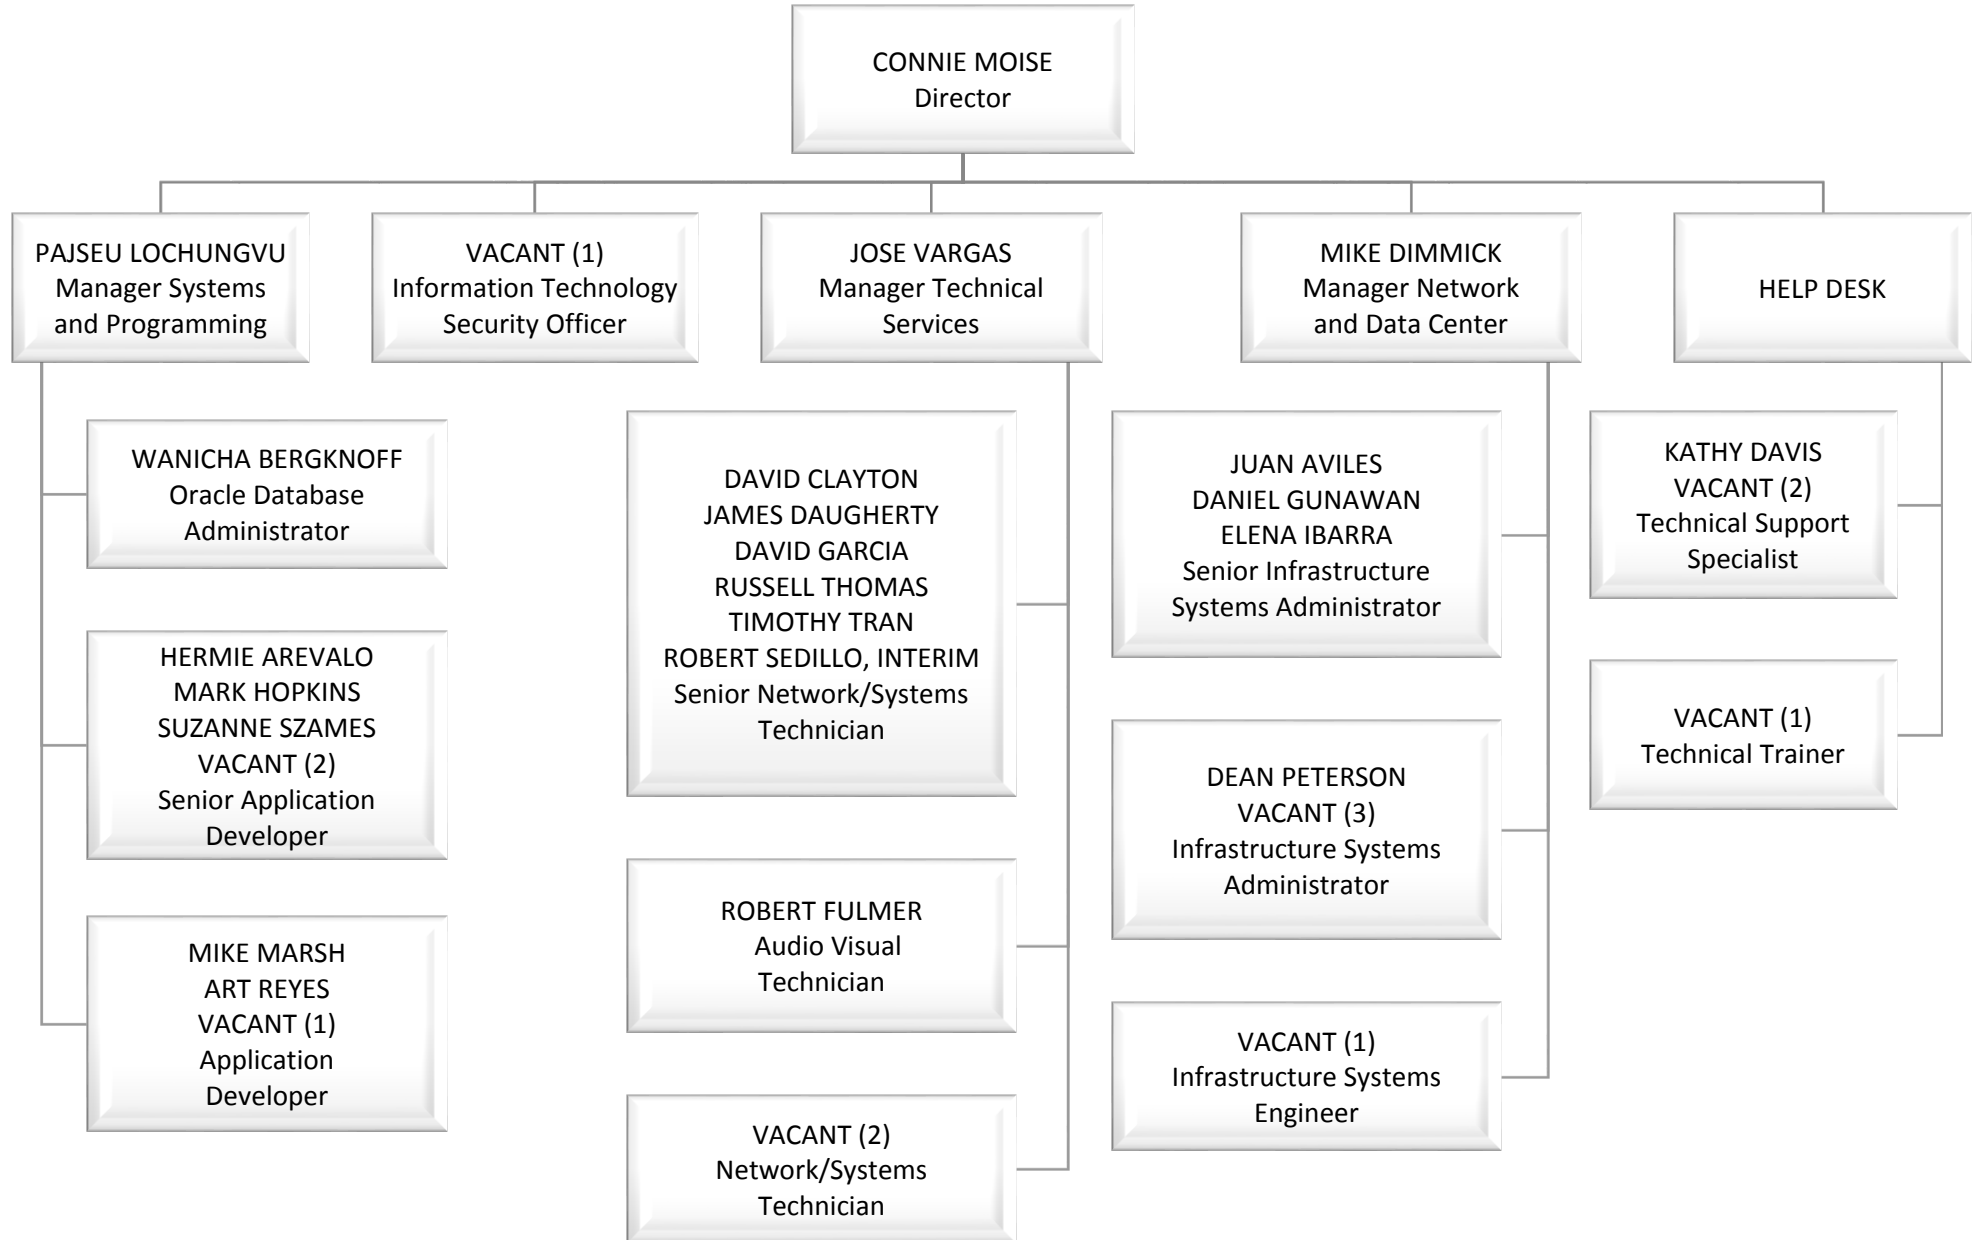 CONNIE MOISE
Director
PAJSEU LOCHUNGVU
Manager Systems
and Programming
VACANT (1)
Information Technology
Security Officer
JOSE VARGAS
Manager Technical
Services
MIKE DIMMICK
Manager Network
and Data Center
HELP DESK
WANICHA BERGKNOFF
Oracle Database
Administrator
HERMIE AREVALO
MARK HOPKINS
SUZANNE SZAMES
VACANT (2)
Senior Application
Developer
MIKE MARSH
ART REYES
VACANT (1)
Application
Developer
DAVID CLAYTON
JAMES DAUGHERTY
DAVID GARCIA
RUSSELL THOMAS
TIMOTHY TRAN
ROBERT SEDILLO, INTERIM
Senior Network/Systems
Technician
ROBERT FULMER
Audio Visual
Technician
VACANT (2)
Network/Systems
Technician
JUAN AVILES
DANIEL GUNAWAN
ELENA IBARRA
Senior Infrastructure
Systems Administrator
DEAN PETERSON
VACANT (3)
Infrastructure Systems
Administrator
VACANT (1)
Infrastructure Systems
Engineer
KATHY DAVIS
VACANT (2)
Technical Support
Specialist
VACANT (1)
Technical Trainer